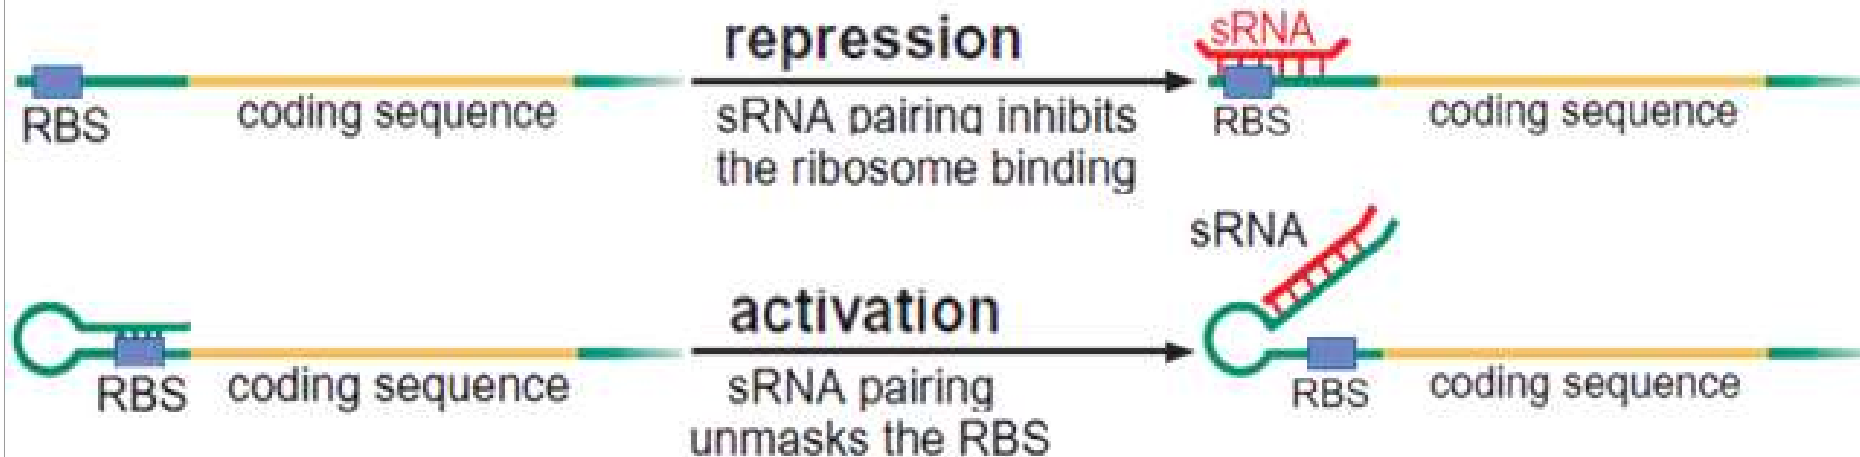 repression
sRNA
RBS
coding sequence
sRNA pairing inhibits
the ribosome binding
RBS
coding sequence
sRNA
activation
RBS
coding sequence
sRNA pairing
unmasks the RBS
RBS
coding sequence